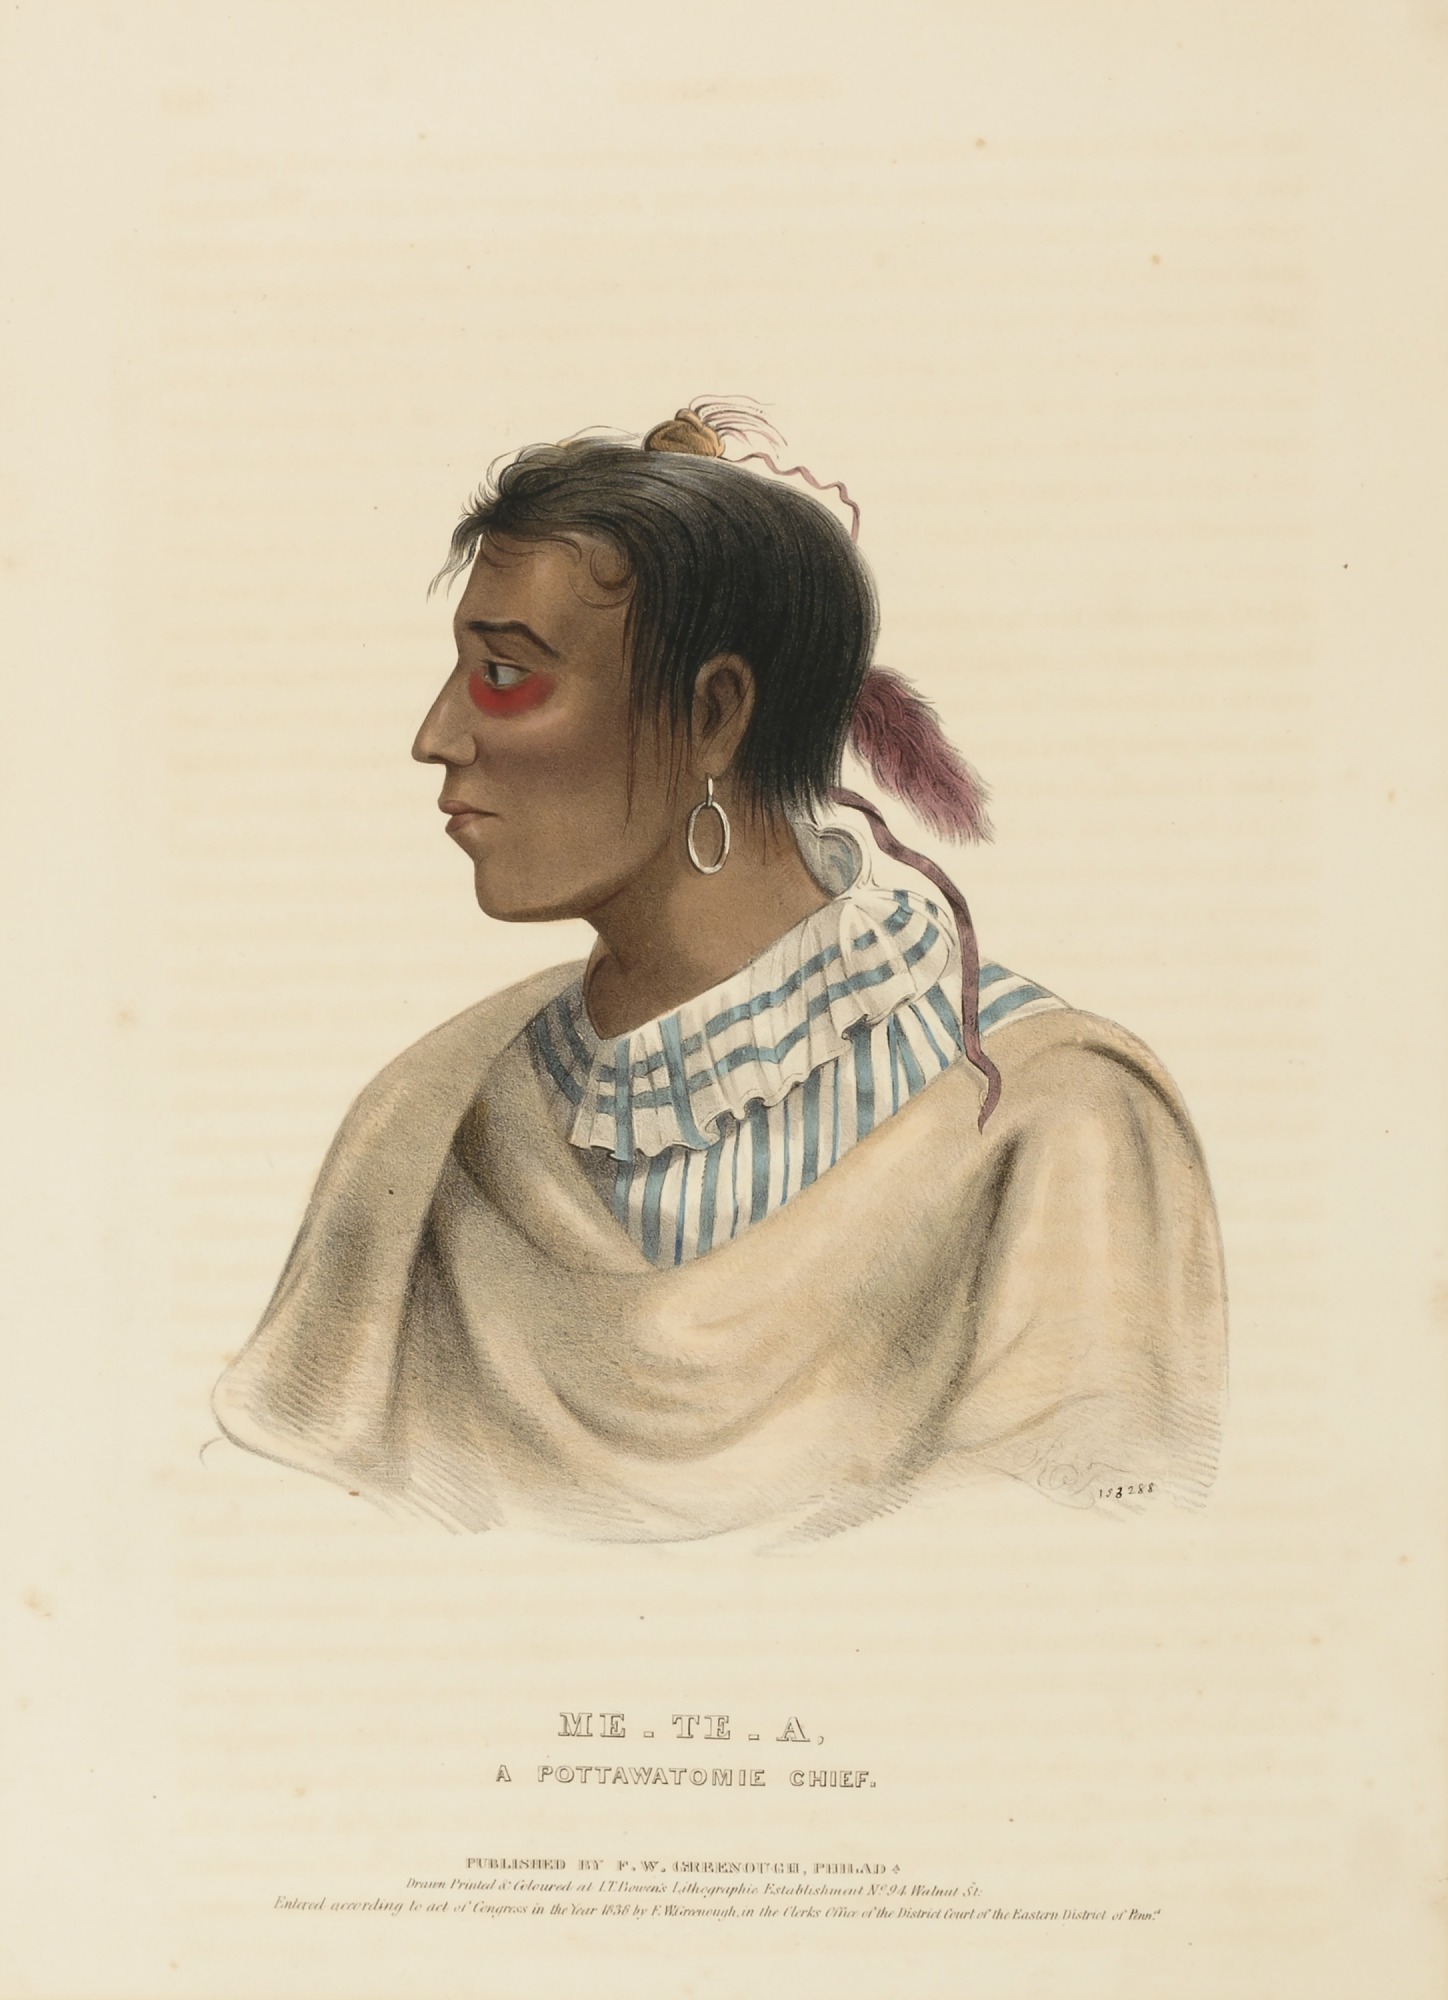 153288
ME . TE . A,
A POTTAWATOMIE CHIEF.
PUBLISHED BY F. W. GREENOUGH, PHILAD.ᴬ
Drawn Printed & Coloured at I.T. Bowen's Lithographic Establishment Nº 94 Walnut St.
Entered according to act of Congress in the Year 1838 by F. W. Greenough, in the Clerks Office of the District Court of the Eastern District of Penn.ª